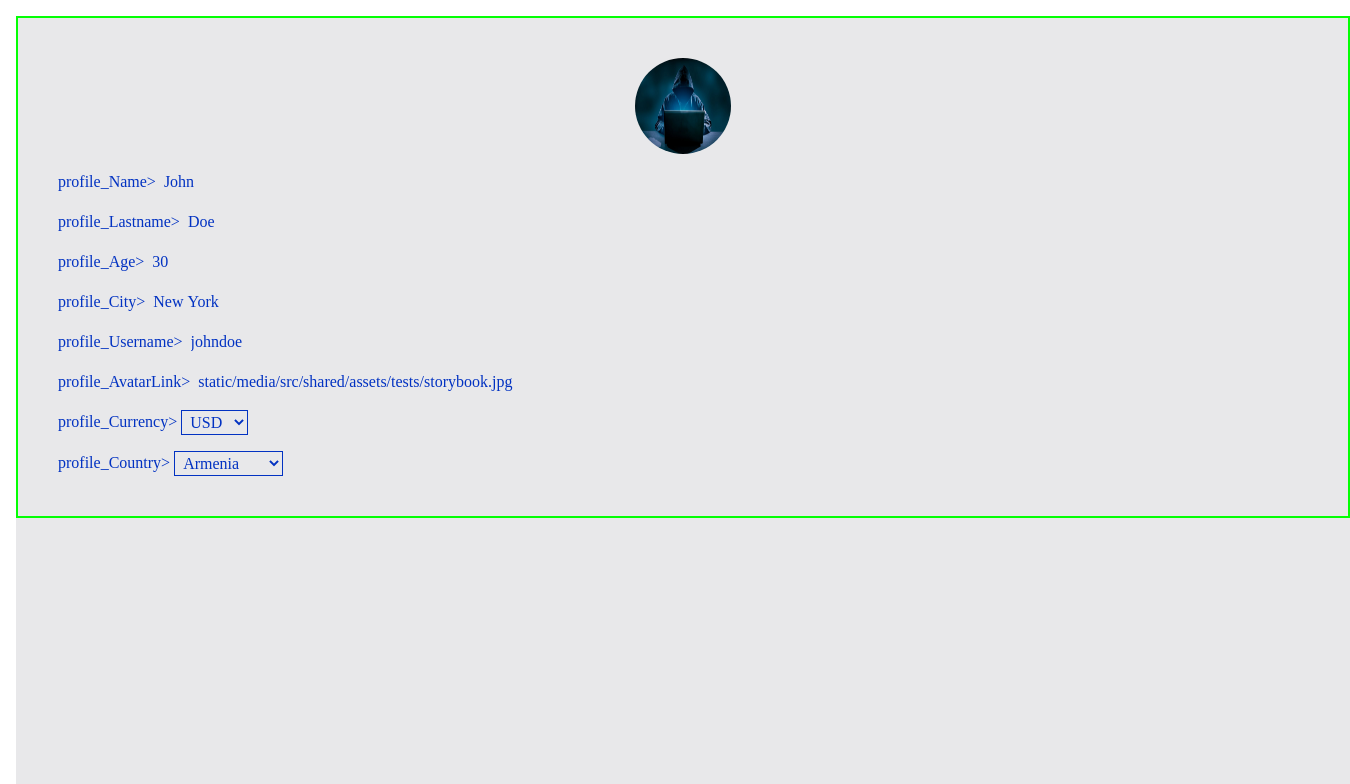 profile_Name> John
profile_Lastname> Doe
profile_Age> 30
profile_City> New York
profile_Username> johndoe
profile_AvatarLink> static/media/src/shared/assets/tests/storybook.jpg
profile_Currency> USD
profile_Country> Armenia